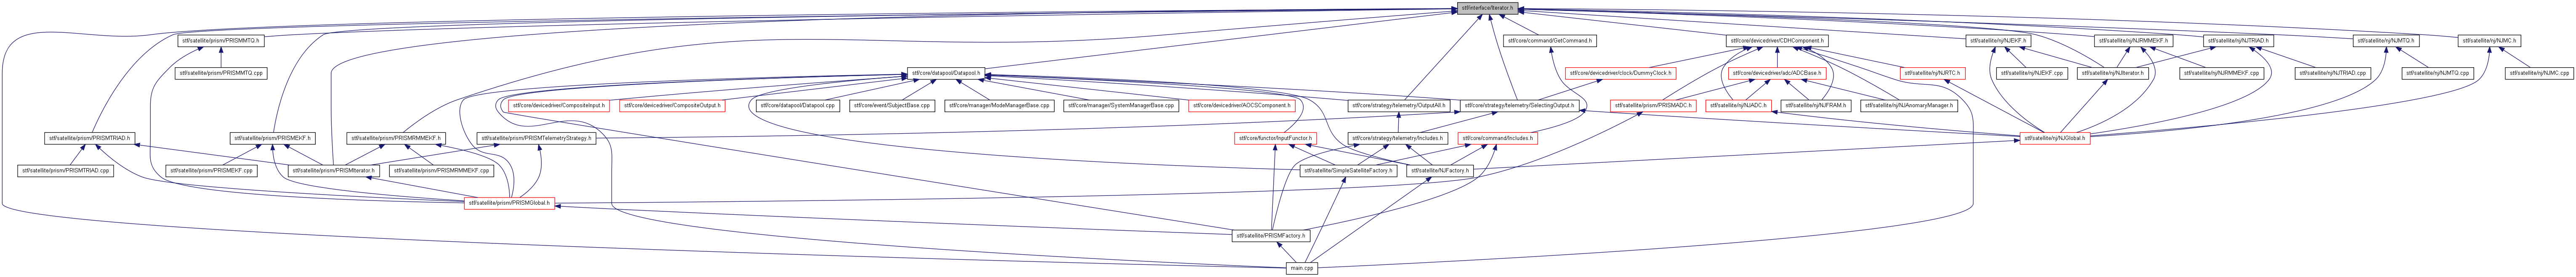 stf/interface/Iterator.h
stf/satellite/prism/PRISMMTQ.h
stf/core/command/GetCommand.h
stf/core/devicedriver/CDHComponent.h
stf/satellite/nj/NJEKF.h
stf/satellite/nj/NJRMMEKF.h
stf/satellite/nj/NJTRIAD.h
stf/satellite/nj/NJMTQ.h
stf/satellite/nj/NJMC.h
stf/satellite/prism/PRISMMTQ.cpp
stf/core/datapool/Datapool.h
stf/core/devicedriver/clock/DummyClock.h
stf/core/devicedriver/adc/ADCBase.h
stf/satellite/nj/NJRTC.h
stf/satellite/nj/NJEKF.cpp
stf/satellite/nj/NJIterator.h
stf/satellite/nj/NJRMMEKF.cpp
stf/satellite/nj/NJTRIAD.cpp
stf/satellite/nj/NJMTQ.cpp
stf/satellite/nj/NJMC.cpp
stf/core/devicedriver/CompositeInput.h
stf/core/devicedriver/CompositeOutput.h
stf/core/datapool/Datapool.cpp
stf/core/event/SubjectBase.cpp
stf/core/manager/ModeManagerBase.cpp
stf/core/manager/SystemManagerBase.cpp
stf/core/devicedriver/AOCSComponent.h
stf/core/strategy/telemetry/OutputAll.h
stf/core/strategy/telemetry/SelectingOutput.h
stf/satellite/prism/PRISMADC.h
stf/satellite/nj/NJADC.h
stf/satellite/nj/NJFRAM.h
stf/satellite/nj/NJAnomaryManager.h
stf/satellite/prism/PRISMTRIAD.h
stf/satellite/prism/PRISMEKF.h
stf/satellite/prism/PRISMRMMEKF.h
stf/satellite/prism/PRISMTelemetryStrategy.h
stf/core/functor/InputFunctor.h
stf/core/strategy/telemetry/Includes.h
stf/core/command/Includes.h
stf/satellite/nj/NJGlobal.h
stf/satellite/prism/PRISMTRIAD.cpp
stf/satellite/prism/PRISMEKF.cpp
stf/satellite/prism/PRISMIterator.h
stf/satellite/prism/PRISMRMMEKF.cpp
stf/satellite/SimpleSatelliteFactory.h
stf/satellite/NJFactory.h
stf/satellite/prism/PRISMGlobal.h
stf/satellite/PRISMFactory.h
main.cpp